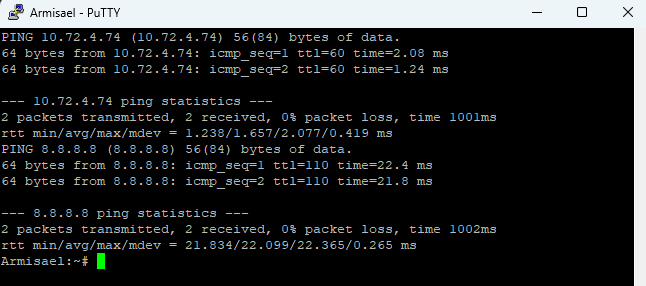 Armisael - PuTTY
PING 10.72.4.74 (10.72.4.74) 56(84) bytes of data.
64 bytes from 10.72.4.74: icmp_seq=1 ttl=60 time=2.08 ms
64 bytes from 10.72.4.74: icmp_seq=2 ttl=60 time=1.24 ms
--- 10.72.4.74 ping statistics ---
2 packets transmitted, 2 received, 0% packet loss, time 1001ms
rtt min/avg/max/mdev = 1.238/1.657/2.077/0.419 ms
PING 8.8.8.8 (8.8.8.8) 56(84) bytes of data.
64 bytes from 8.8.8.8: icmp_seq=1 ttl=110 time=22.4 ms
64 bytes from 8.8.8.8: icmp_seq=2 ttl=110 time=21.8 ms
--- 8.8.8.8 ping statistics ---
2 packets transmitted, 2 received, 0% packet loss, time 1002ms
rtt min/avg/max/mdev = 21.834/22.099/22.365/0.265 ms
Armisael:~#